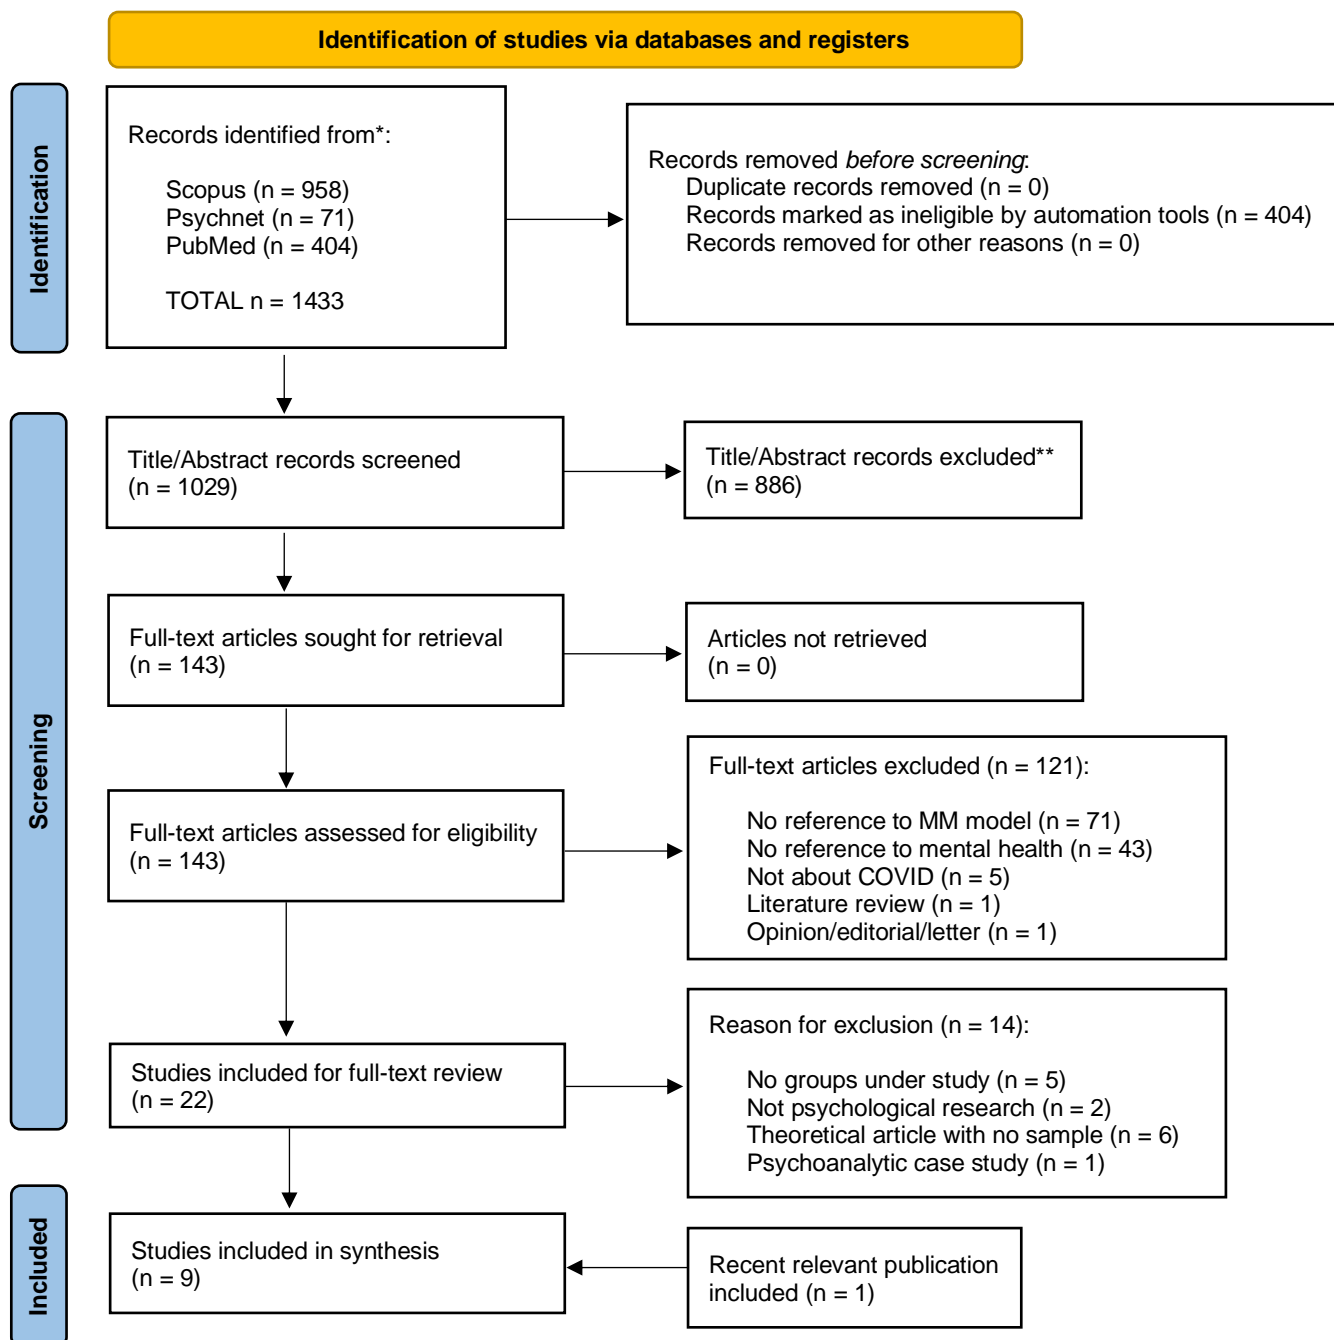 Identification of studies via databases and registers
Identification
Records identified from*:
Scopus (n = 958)
Psychnet (n = 71)
PubMed (n = 404)
TOTAL n = 1433
Records removed before screening:
Duplicate records removed (n = 0)
Records marked as ineligible by automation tools (n = 404)
Records removed for other reasons (n = 0)
Screening
Title/Abstract records screened
(n = 1029)
Title/Abstract records excluded**
(n = 886)
Full-text articles sought for retrieval
(n = 143)
Articles not retrieved
(n = 0)
Full-text articles assessed for eligibility
(n = 143)
Full-text articles excluded (n = 121):
No reference to MM model (n = 71)
No reference to mental health (n = 43)
Not about COVID (n = 5)
Literature review (n = 1)
Opinion/editorial/letter (n = 1)
Studies included for full-text review
(n = 22)
Reason for exclusion (n = 14):
No groups under study (n = 5)
Not psychological research (n = 2)
Theoretical article with no sample (n = 6)
Psychoanalytic case study (n = 1)
Included
Studies included in synthesis
(n = 9)
Recent relevant publication
included (n = 1)